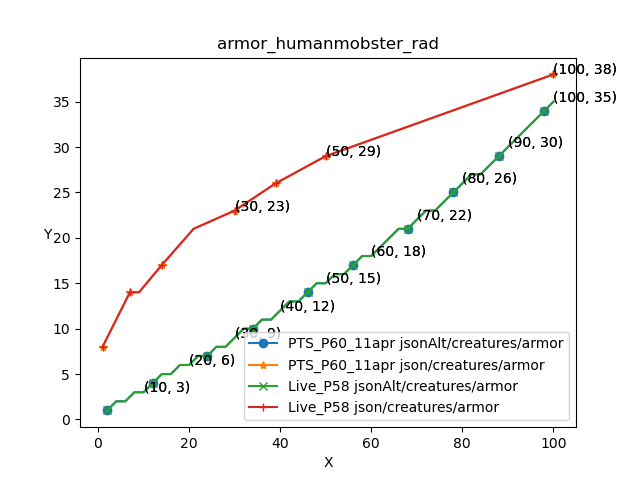 armor_humanmobster_rad
(100, 38)
(100, 35)
(90, 30)
(50, 29)
(80, 26)
(30, 23)
(70, 22)
(60, 18)
(50, 15)
(40, 12)
(30, 9)
(20, 6)
(10, 3)
35
30
25
20
15
10
5
0
Y
PTS_P60_11apr jsonAlt/creatures/armor
PTS_P60_11apr json/creatures/armor
Live_P58 jsonAlt/creatures/armor
Live_P58 json/creatures/armor
0 20 40 60 80 100
X